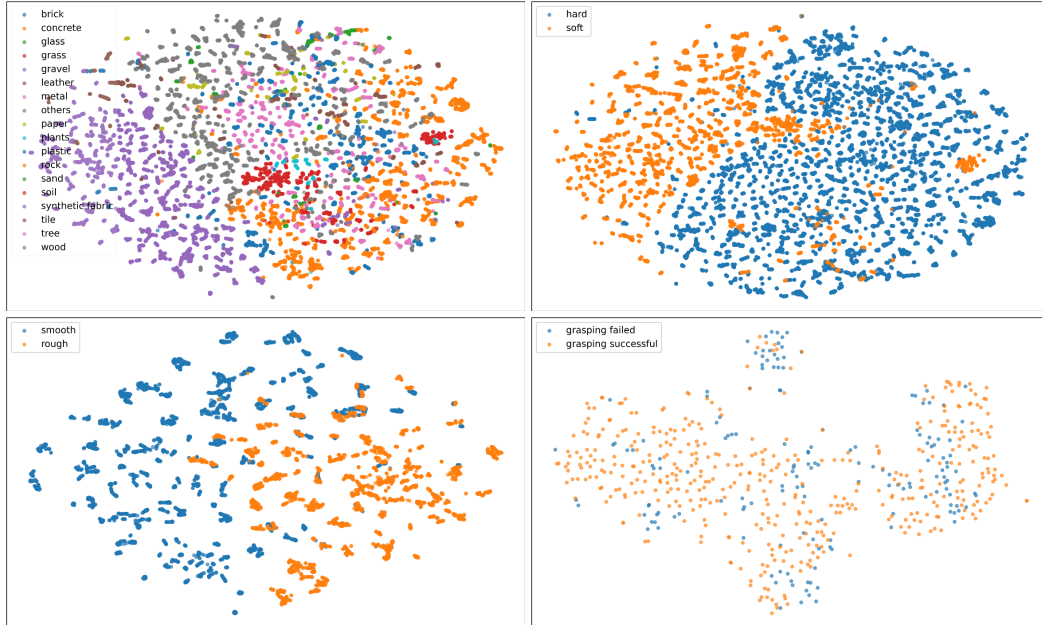 brick
concrete
glass
grass
gravel
leather
metal
others
paper
plants
plastic
rock
sand
soil
synthetic fabric
tile
tree
wood
hard
soft
smooth
rough
grasping failed
grasping successful